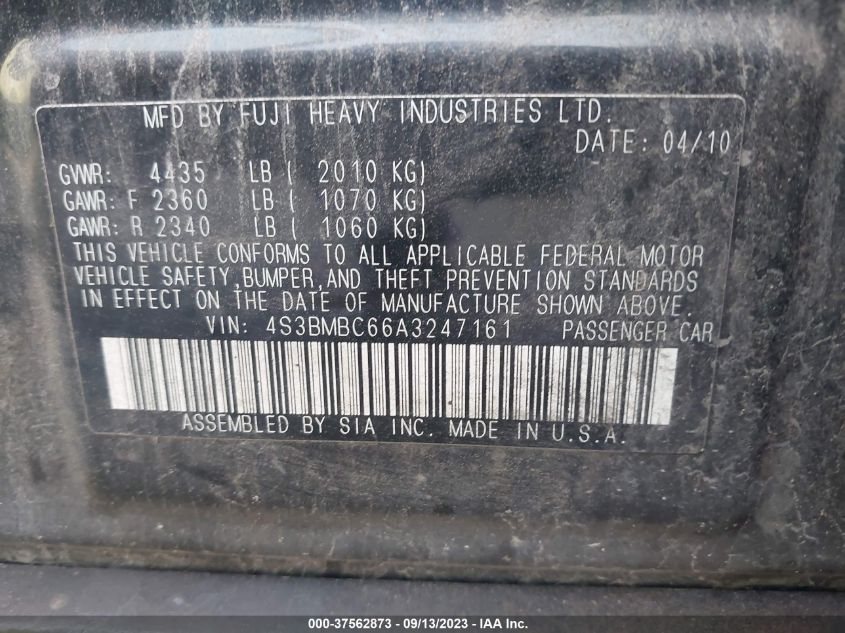 MFD BY FUJI HEAVY INDUSTRIES LTD.
DATE: 04/10
GVWR: 4435 LB ( 2010 KG)
GAWR: F 2360 LB ( 1070 KG)
GAWR: R 2340 LB ( 1060 KG)
THIS VEHICLE CONFORMS TO ALL APPLICABLE FEDERAL MOTOR
VEHICLE SAFETY,BUMPER,AND THEFT PREVENTION STANDARDS
IN EFFECT ON THE DATE OF MANUFACTURE SHOWN ABOVE.
VIN: 4S3BMBC66A3247161 PASSENGER CAR
ASSEMBLED BY SIA INC. MADE IN U.S.A.
000-37562873 - 09/13/2023 - IAA Inc.